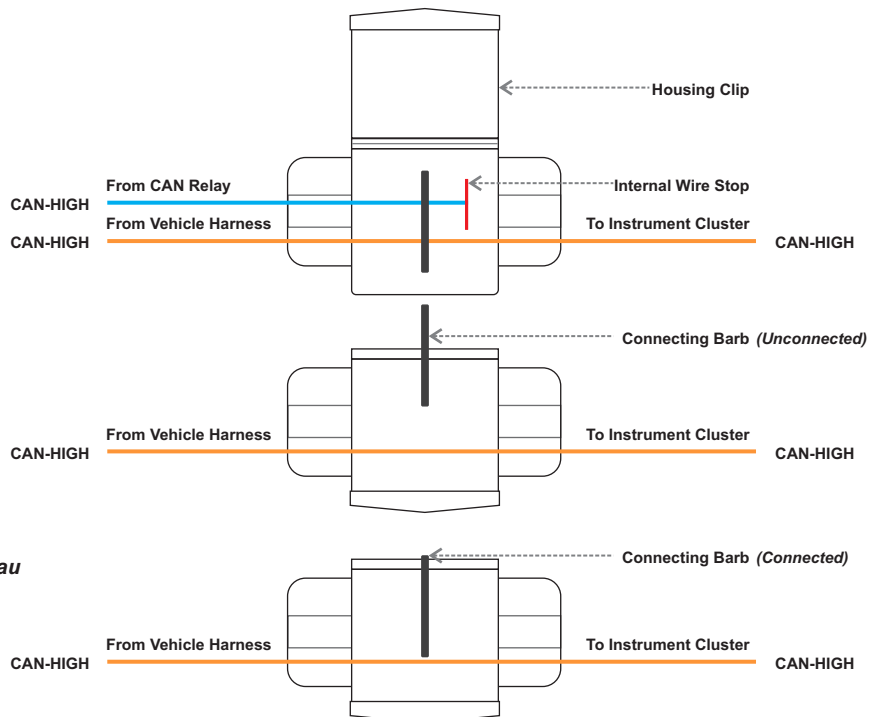 Housing Clip
From CAN Relay
Internal Wire Stop
CAN-HIGH
From Vehicle Harness
To Instrument Cluster
CAN-HIGH
CAN-HIGH
Connecting Barb (Unconnected)
From Vehicle Harness
To Instrument Cluster
CAN-HIGH
CAN-HIGH
Connecting Barb (Connected)
au
From Vehicle Harness
To Instrument Cluster
CAN-HIGH
CAN-HIGH